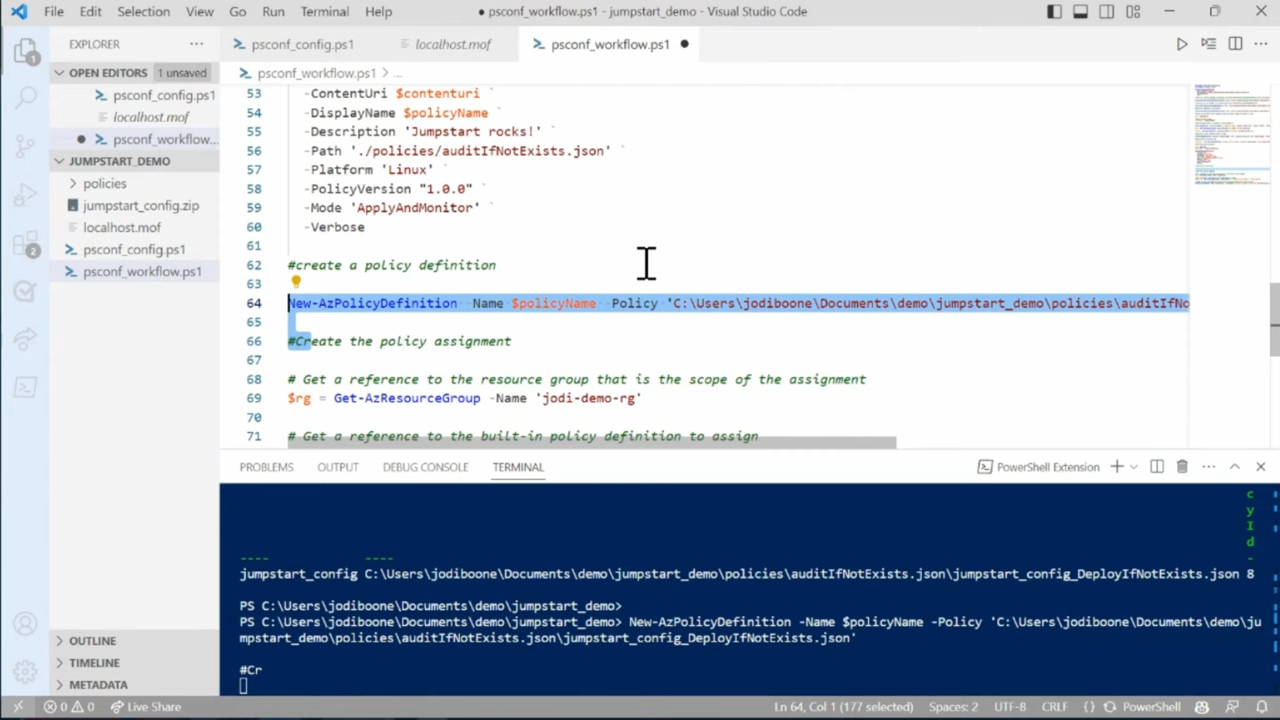 File Edit Selection View Go Run Terminal Help
● psconf_workflow.ps1 - jumpstart_demo - Visual Studio Code
EXPLORER
psconf_config.ps1
localhost.mof
psconf_workflow.ps1 ●
OPEN EDITORS 1 unsaved
psconf_workflow.ps1 > ...
psconf_config.ps1
localhost.mof
psconf_workflow...
JUMPSTART_DEMO
policies
jumpstart_config.zip
localhost.mof
psconf_config.ps1
psconf_workflow.ps1
OUTLINE
TIMELINE
METADATA
1
2
53 -ContentUri $contenturi `
54 -DisplayName $policyName
55 -Description 'Jumpstart rocks!' `
56 -Path './policies/auditIfNotExists.json' `
57 -Platform 'Linux' `
58 -PolicyVersion "1.0.0" `
59 -Mode 'ApplyAndMonitor' `
60 -Verbose
61
62 #create a policy definition
63
64 New-AzPolicyDefinition -Name $policyName -Policy 'C:\Users\jodiboone\Documents\demo\jumpstart_demo\policies\auditIfNo
65
66 #Create the policy assignment
67
68 # Get a reference to the resource group that is the scope of the assignment
69 $rg = Get-AzResourceGroup -Name 'jodi-demo-rg'
70
71 # Get a reference to the built-in policy definition to assign
PROBLEMS OUTPUT DEBUG CONSOLE TERMINAL
PowerShell Extension
c
y
I
d
-
---- ----
jumpstart_config C:\Users\jodiboone\Documents\demo\jumpstart_demo\policies\auditIfNotExists.json\jumpstart_config_DeployIfNotExists.json 8
PS C:\Users\jodiboone\Documents\demo\jumpstart_demo>
PS C:\Users\jodiboone\Documents\demo\jumpstart_demo> New-AzPolicyDefinition -Name $policyName -Policy 'C:\Users\jodiboone\Documents\demo\ju
mpstart_demo\policies\auditIfNotExists.json\jumpstart_config_DeployIfNotExists.json'
#Cr
0 0 Live Share
Ln 64, Col 1 (177 selected) Spaces: 2 UTF-8 CRLF {} PowerShell